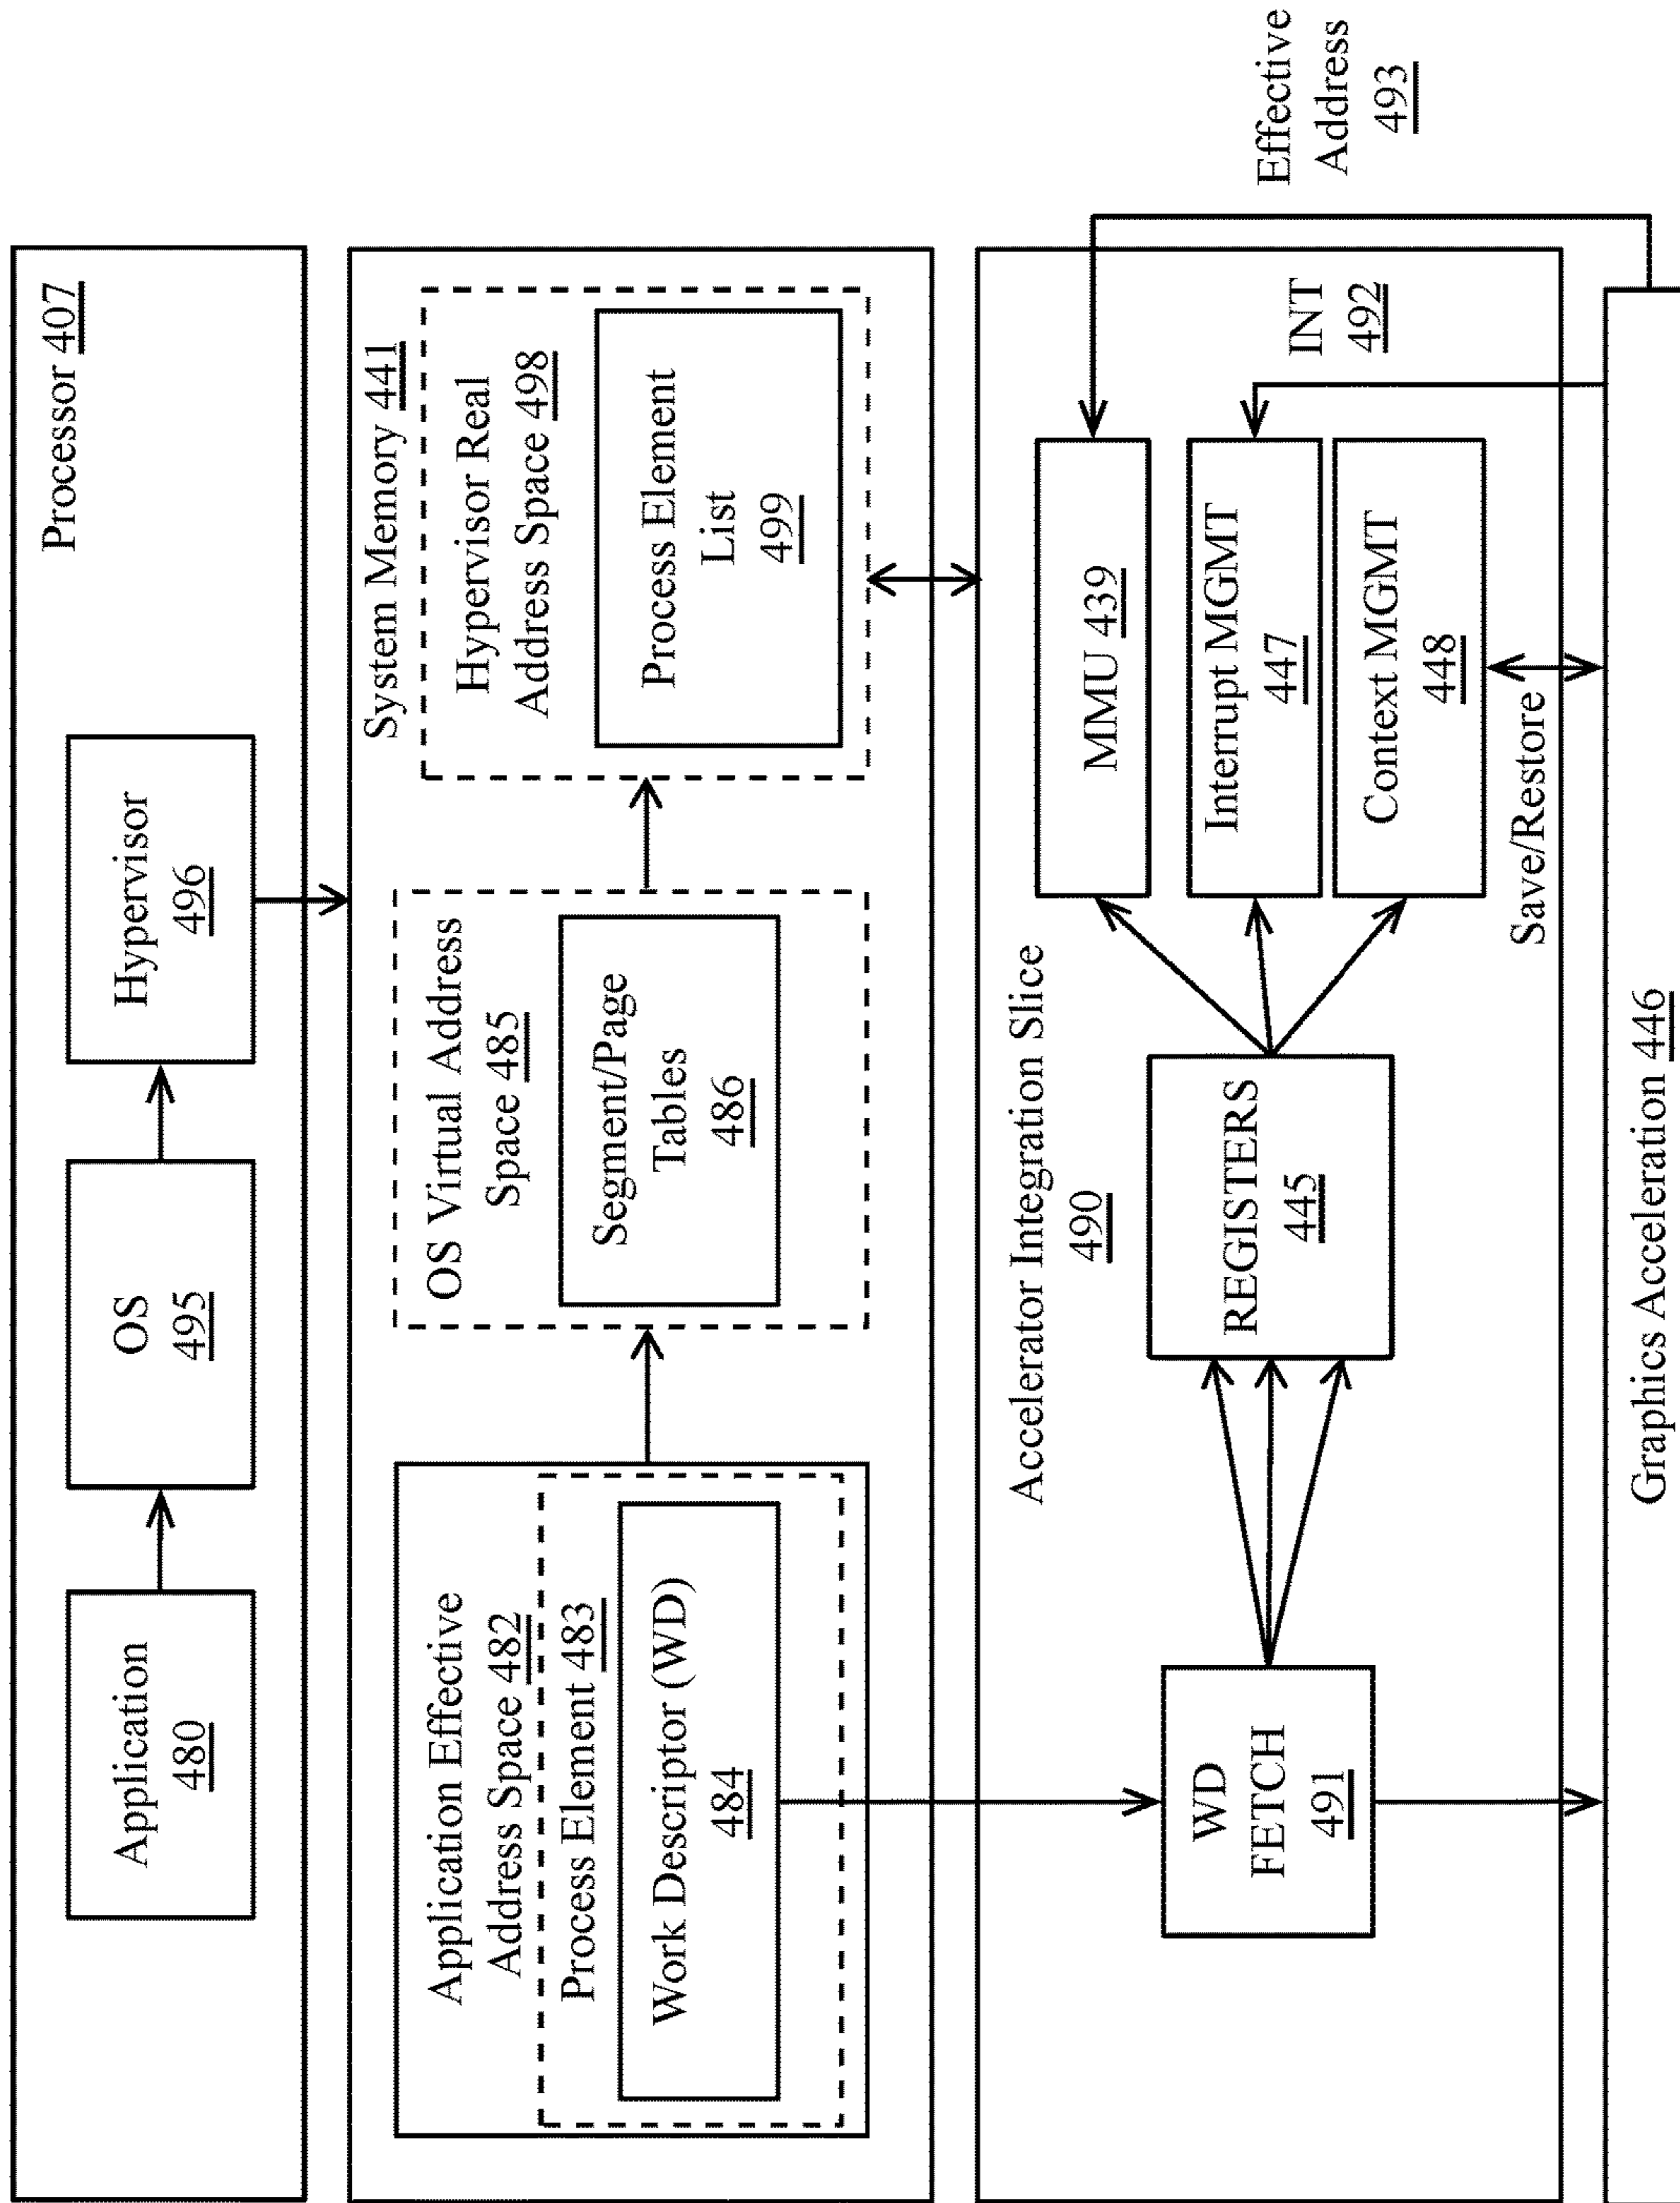 Processor 407
Application
480
OS
495
Hypervisor
496
System Memory 441
Application Effective
Address Space 482
Process Element 483
Work Descriptor (WD)
484
OS Virtual Address
Space 485
Segment/Page
Tables
486
Hypervisor Real
Address Space 498
Process Element
List
499
Accelerator Integration Slice
490
WD
FETCH
491
REGISTERS
445
MMU 439
Interrupt MGMT
447
Context MGMT
448
INT
492
Effective
Address
493
Save/Restore
Graphics Acceleration 446